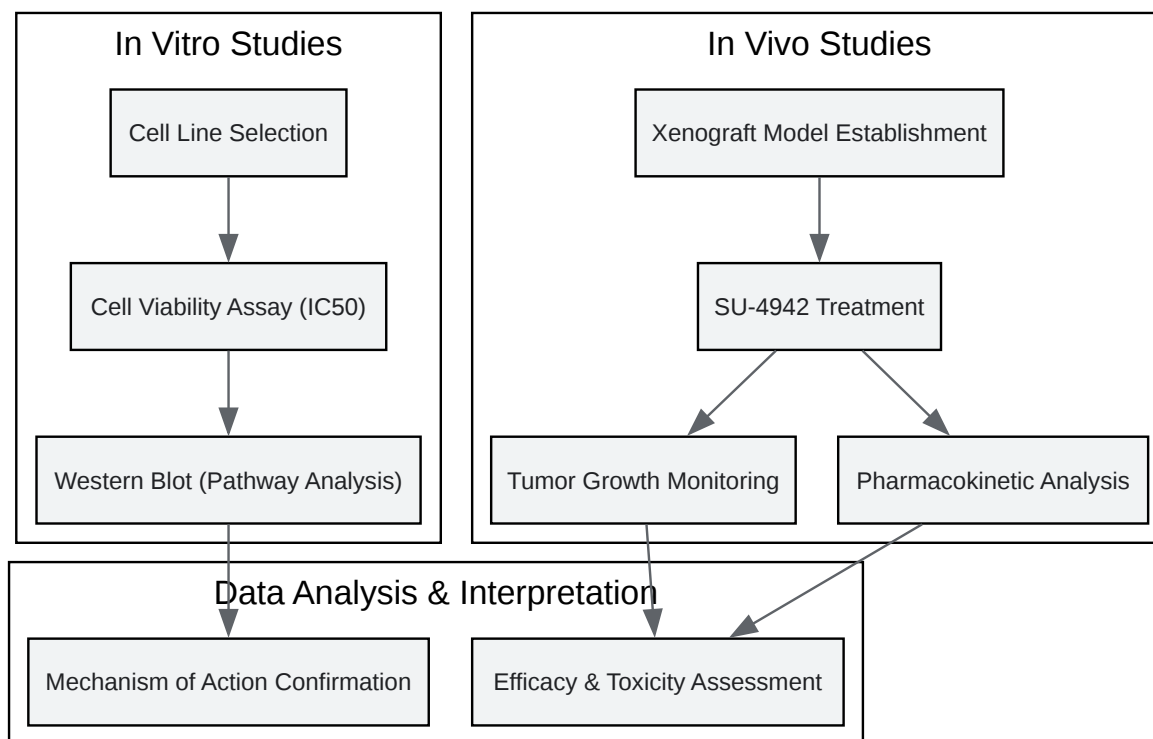 In Vitro Studies
Cell Line Selection
Cell Viability Assay (IC50)
Western Blot (Pathway Analysis)
In Vivo Studies
Xenograft Model Establishment
SU-4942 Treatment
Tumor Growth Monitoring
Pharmacokinetic Analysis
Data Analysis & Interpretation
Mechanism of Action Confirmation
Efficacy & Toxicity Assessment